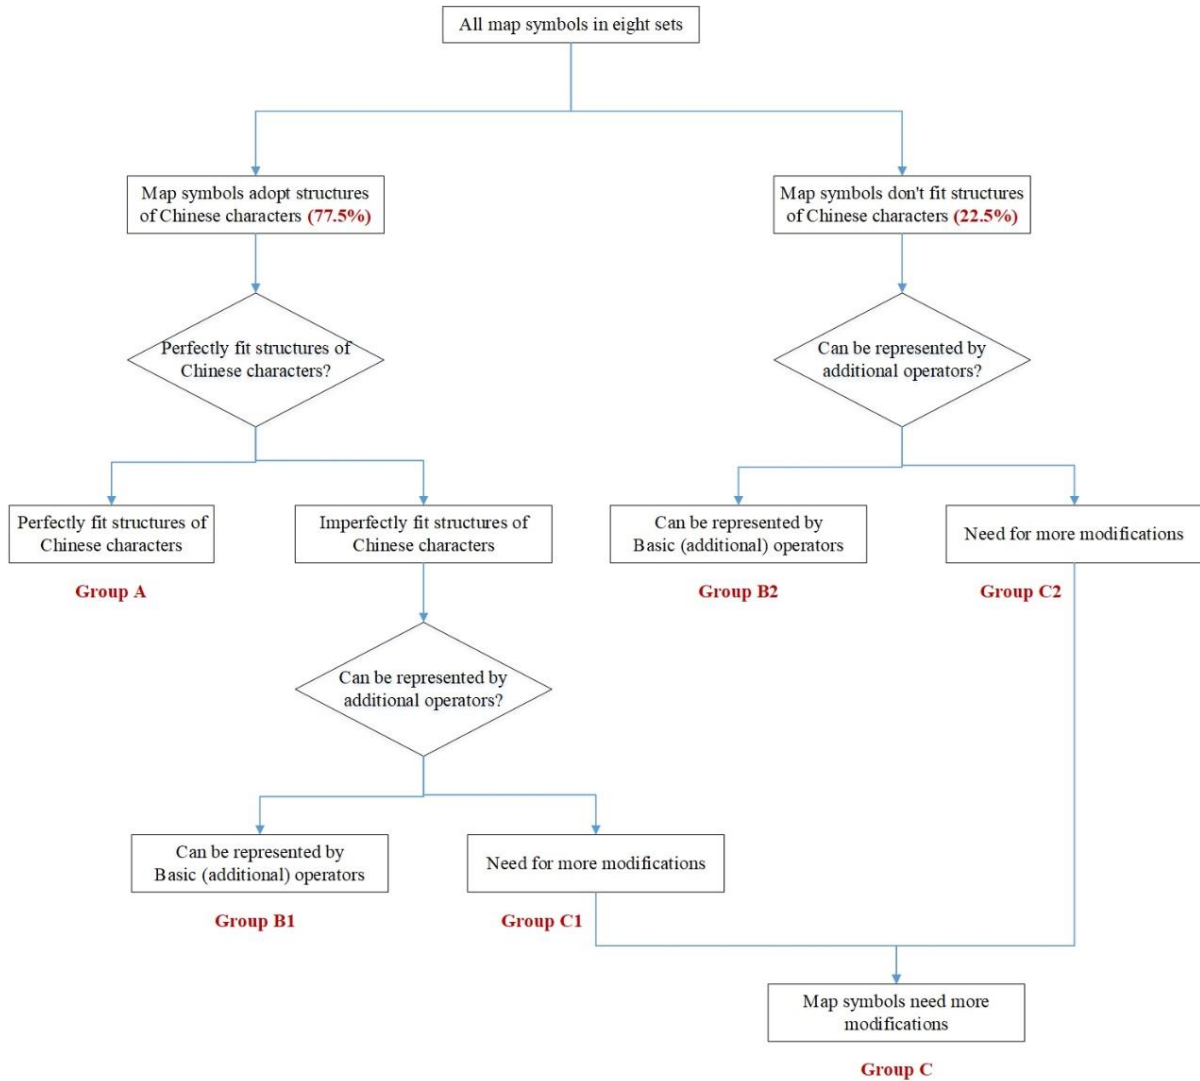 All map symbols in eight sets
Map symbols adopt structures
of Chinese characters (77.5%)
Map symbols don't fit structures
of Chinese characters (22.5%)
Perfectly fit structures of
Chinese characters?
Can be represented by
additional operators?
Perfectly fit structures of
Chinese characters
Group A
Imperfectly fit structures of
Chinese characters
Can be represented by
Basic (additional) operators
Group B2
Need for more modifications
Group C2
Can be represented by
additional operators?
Can be represented by
Basic (additional) operators
Group B1
Need for more modifications
Group C1
Map symbols need more
modifications
Group C